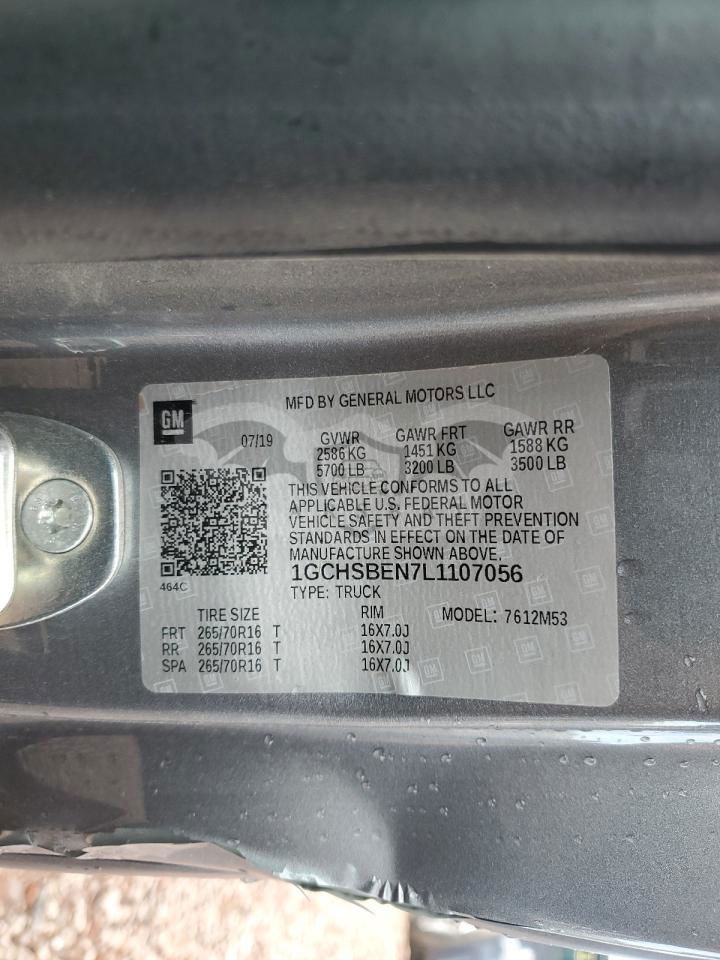 GM
MFD BY GENERAL MOTORS LLC
07/19
GVWR GAWR FRT GAWR RR
2586 KG 1451 KG 1588 KG
5700 LB 3200 LB 3500 LB
THIS VEHICLE CONFORMS TO ALL
APPLICABLE U.S. FEDERAL MOTOR
VEHICLE SAFETY AND THEFT PREVENTION
STANDARDS IN EFFECT ON THE DATE OF
MANUFACTURE SHOWN ABOVE.
1GCHSBEN7L1107056
464C
TYPE: TRUCK
TIRE SIZE RIM MODEL: 7612M53
FRT 265/70R16 T 16X7.0J
RR 265/70R16 T 16X7.0J
SPA 265/70R16 T 16X7.0J